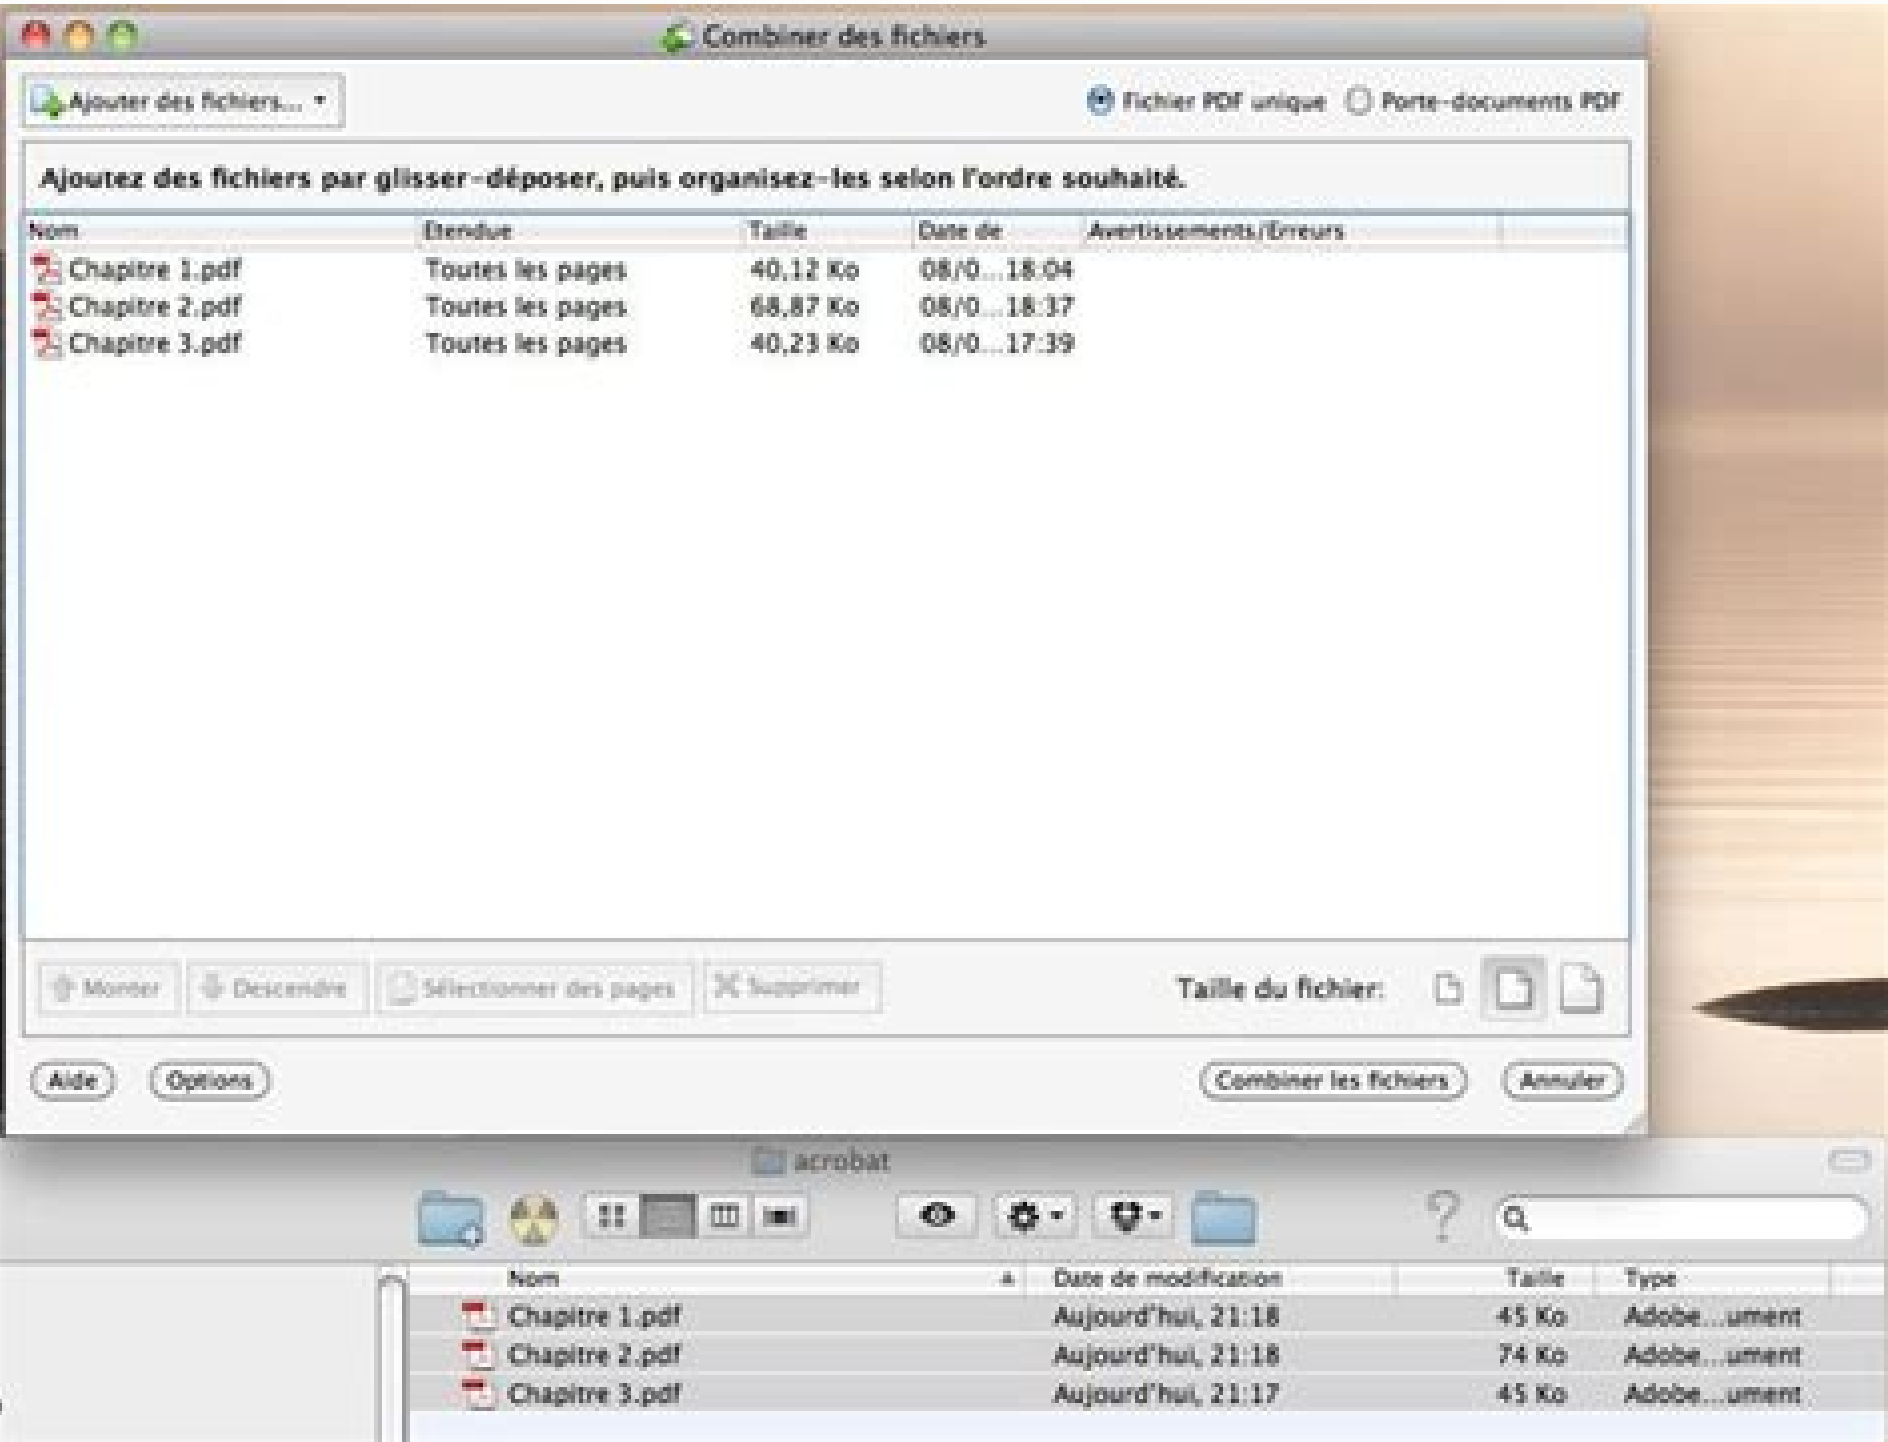 Combiner des fichiers
Ajouter des fichiers... Fichier PDF unique Porte-documents PDF
Ajoutez des fichiers par glisser-déposer, puis organisez-les selon l'ordre souhaité.
Nom Etendue Taille Date de Avertissements/Erreurs
Chapitre 1.pdf Toutes les pages 40,12 Ko 08/0...18:04
Chapitre 2.pdf Toutes les pages 68,87 Ko 08/0...18:37
Chapitre 3.pdf Toutes les pages 40,23 Ko 08/0...17:39
Monter Descendre Sélectionner des pages Supprimer Taille du fichier:
Aide Options Combiner les fichiers Annuler
acrobat
Nom Date de modification Taille Type
Chapitre 1.pdf Aujourd'hui, 21:18 45 Ko Adobe...ument
Chapitre 2.pdf Aujourd'hui, 21:18 74 Ko Adobe...ument
Chapitre 3.pdf Aujourd'hui, 21:17 45 Ko Adobe...ument